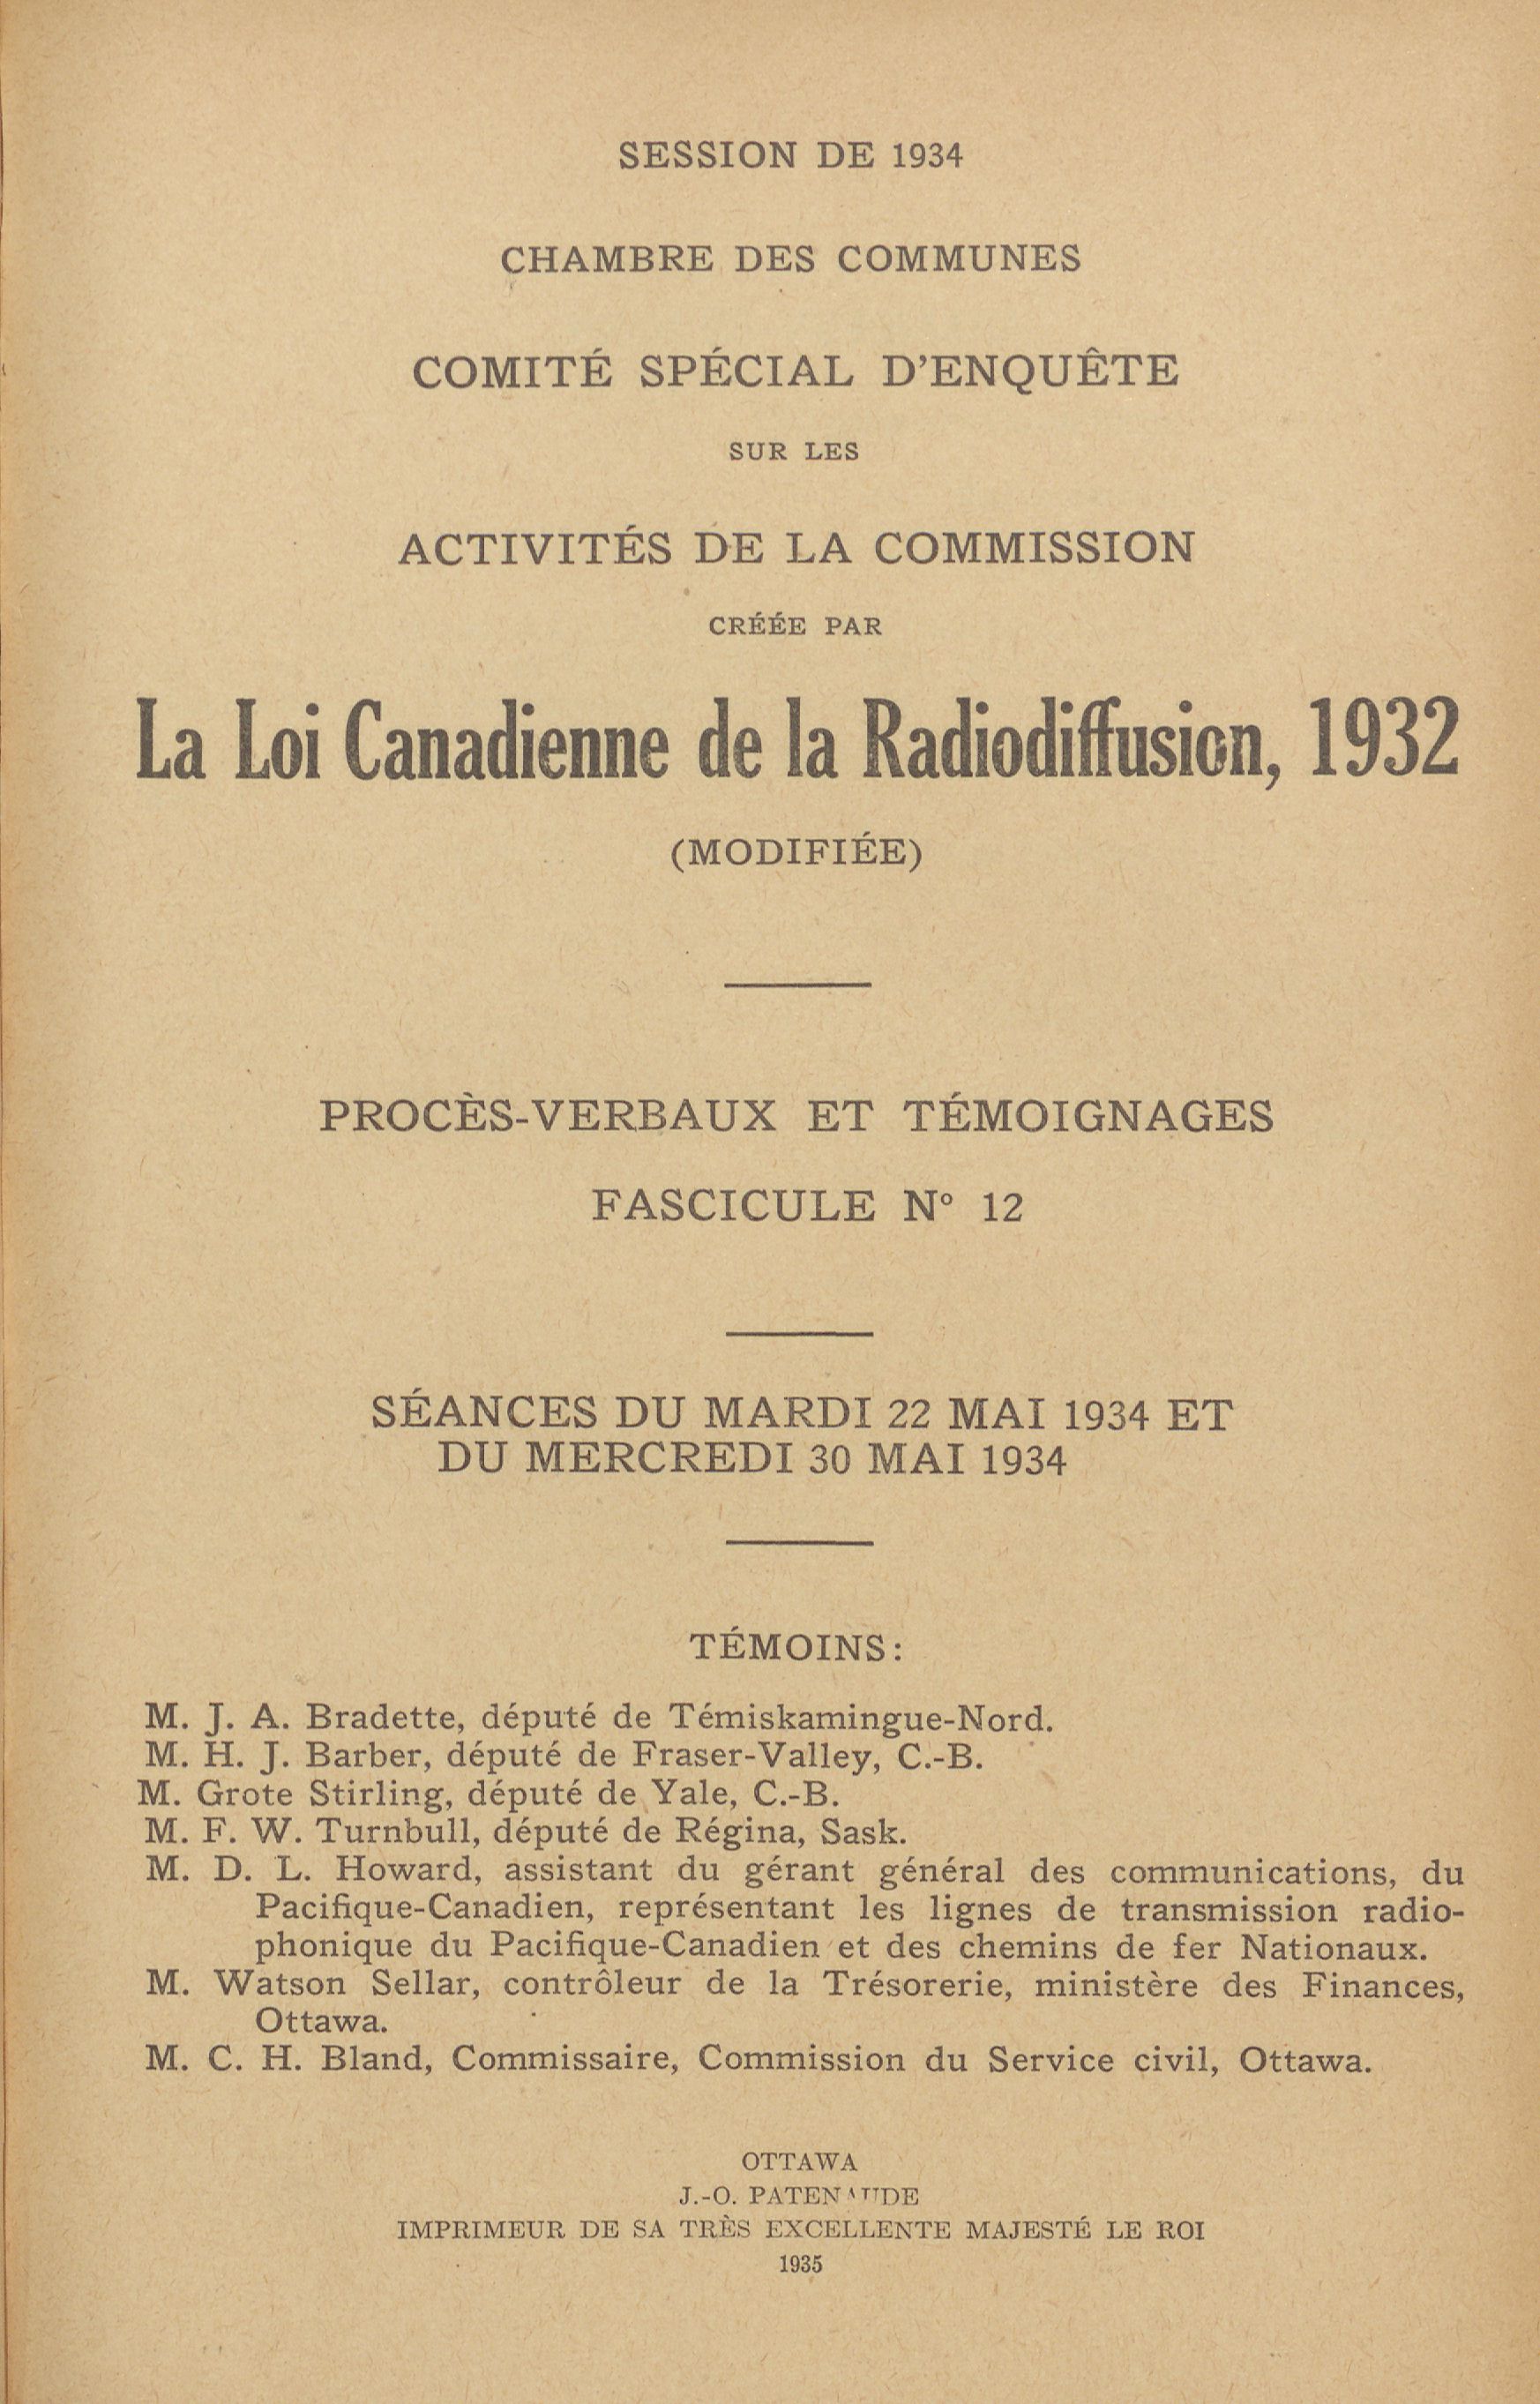 SESSION DE 1934
CHAMBRE DES COMMUNES
COMITÉ SPÉCIAL D'ENQUÊTE
SUR LES
ACTIVITÉS DE LA COMMISSION
CRÉÉE PAR
La Loi Canadienne de la Radiodiffusion, 1932
(MODIFIÉE)
PROCÈS-VERBAUX ET TÉMOIGNAGES
FASCICULE N° 12
SÉANCES DU MARDI 22 MAI 1934 ET
DU MERCREDI 30 MAI 1934
TÉMOINS:
M. J. A. Bradette, député de Témiskamingue-Nord.
M. H. J. Barber, député de Fraser-Valley, C.-B.
M. Grote Stirling, député de Yale, C.-B.
M. F. W. Turnbull, député de Régina, Sask.
M. D. L. Howard, assistant du gérant général des communications, du
Pacifique-Canadien, représentant les lignes de transmission radio-
phonique du Pacifique-Canadien et des chemins de fer Nationaux.
M. Watson Sellar, contrôleur de la Trésorerie, ministère des Finances,
Ottawa.
M. C. H. Bland, Commissaire, Commission du Service civil, Ottawa.
OTTAWA
J.-O. PATENAUDE
IMPRIMEUR DE SA TRÈS EXCELLENTE MAJESTÉ LE ROI
1935